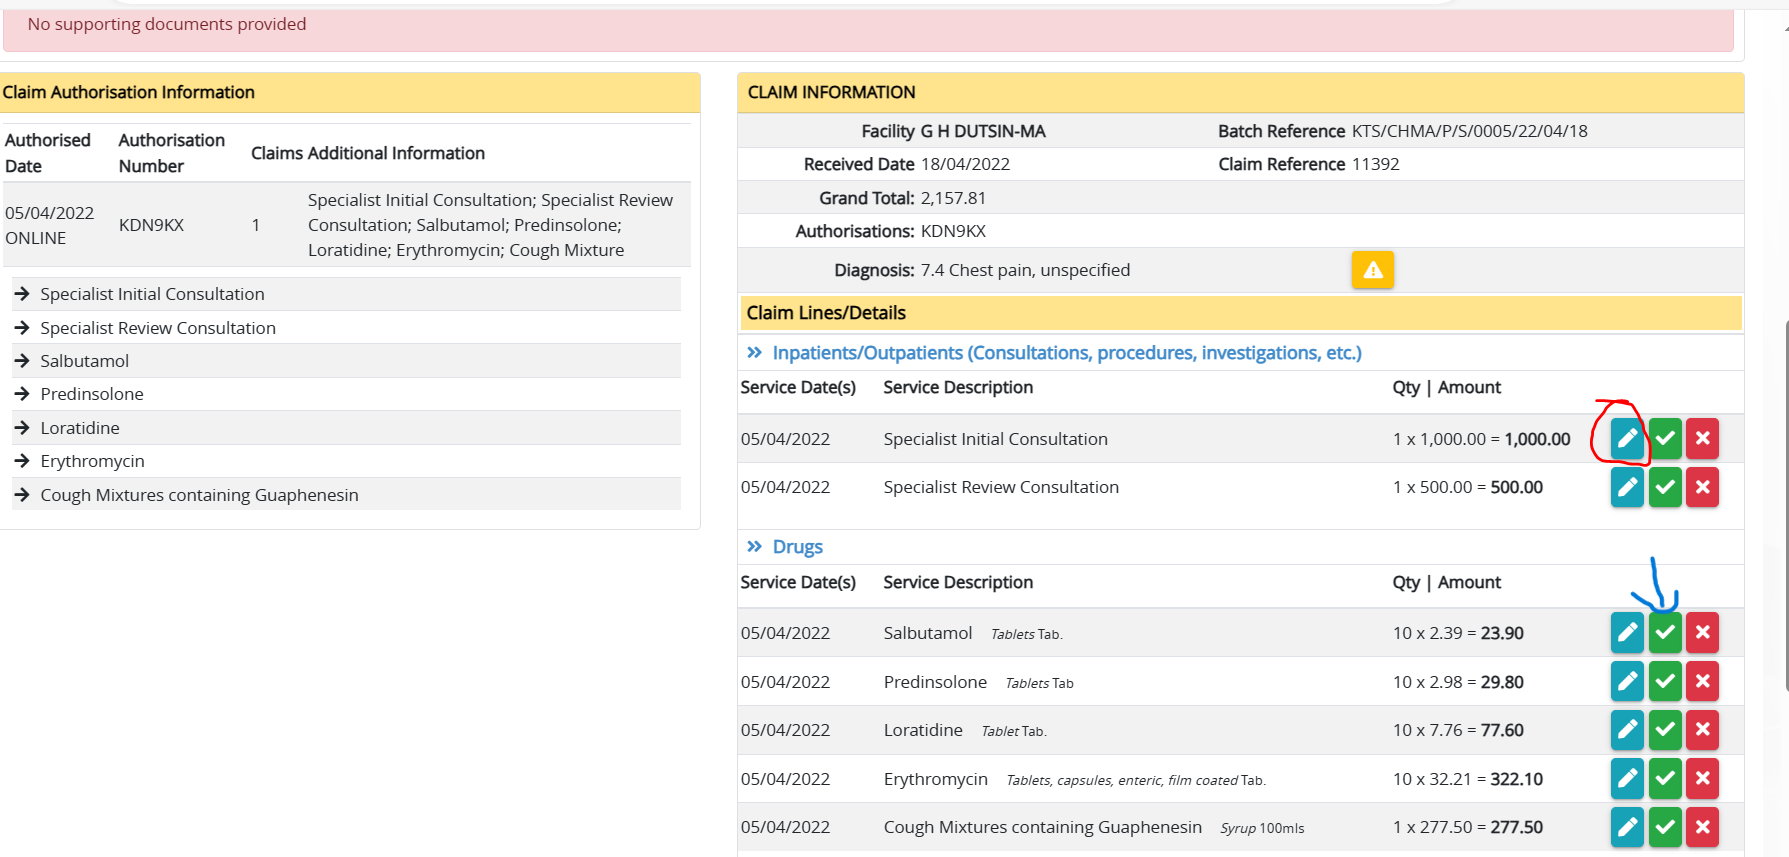 No supporting documents provided
Claim Authorisation Information
Authorised Date
Authorisation Number
Claims Additional Information
05/04/2022 ONLINE
KDN9KX
1
Specialist Initial Consultation; Specialist Review
Consultation; Salbutamol; Predinsolone;
Loratidine; Erythromycin; Cough Mixture
Specialist Initial Consultation
Specialist Review Consultation
Salbutamol
Predinsolone
Loratidine
Erythromycin
Cough Mixtures containing Guaphenesin
CLAIM INFORMATION
Facility G H DUTSIN-MA Batch Reference KTS/CHMA/P/S/0005/22/04/18
Received Date 18/04/2022 Claim Reference 11392
Grand Total: 2,157.81
Authorisations: KDN9KX
Diagnosis: 7.4 Chest pain, unspecified
Claim Lines/Details
Inpatients/Outpatients (Consultations, procedures, investigations, etc.)
Service Date(s) Service Description Qty | Amount
05/04/2022 Specialist Initial Consultation 1 x 1,000.00 = 1,000.00
05/04/2022 Specialist Review Consultation 1 x 500.00 = 500.00
Drugs
Service Date(s) Service Description Qty | Amount
05/04/2022 Salbutamol Tablets Tab. 10 x 2.39 = 23.90
05/04/2022 Predinsolone Tablets Tab 10 x 2.98 = 29.80
05/04/2022 Loratidine Tablet Tab. 10 x 7.76 = 77.60
05/04/2022 Erythromycin Tablets, capsules, enteric, film coated Tab. 10 x 32.21 = 322.10
05/04/2022 Cough Mixtures containing Guaphenesin Syrup 100mls 1 x 277.50 = 277.50